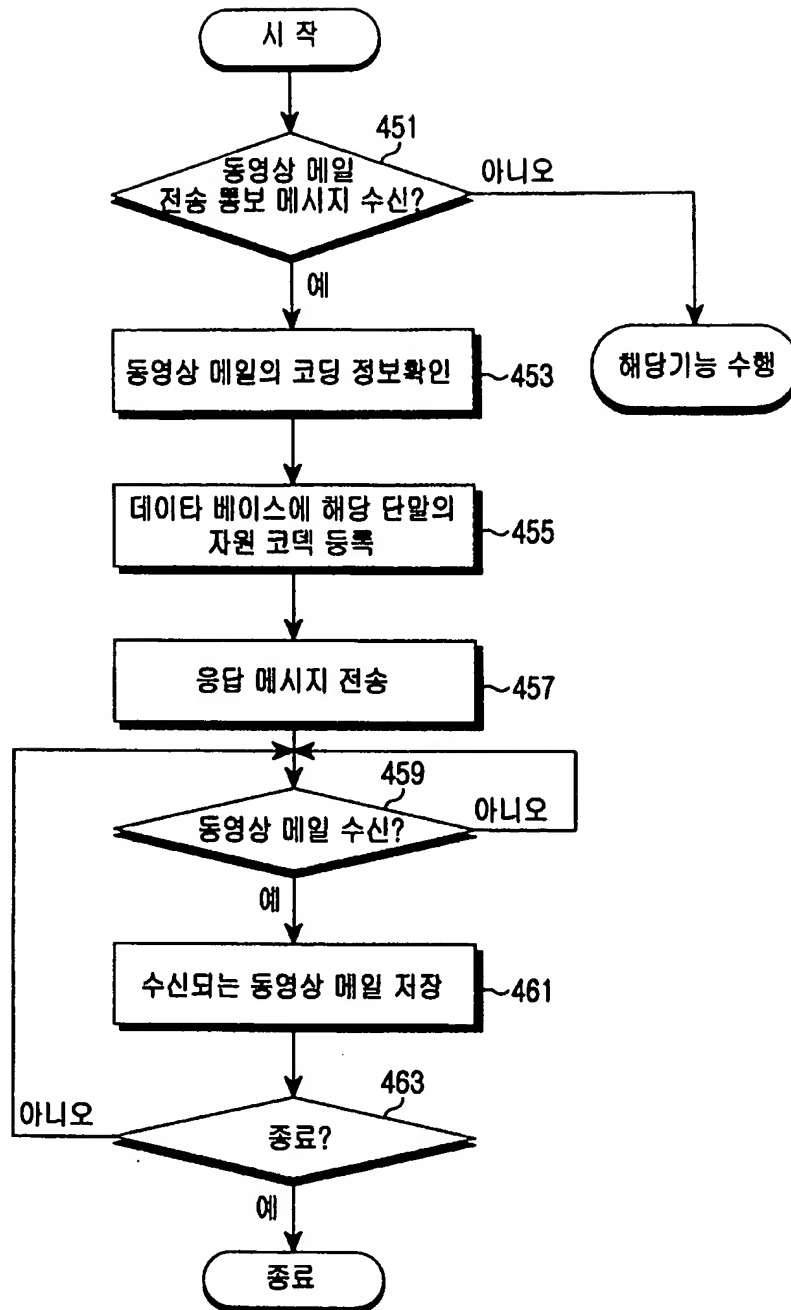 시 작
451
동영상 메일
전송 통보 메시지 수신?
아니오
예
해당기능 수행
동영상 메일의 코딩 정보확인
453
데이타 베이스에 해당 단말의
자원 코덱 등록
455
응답 메시지 전송
457
459
동영상 메일 수신?
아니오
예
수신되는 동영상 메일 저장
461
463
아니오
종료?
예
종료